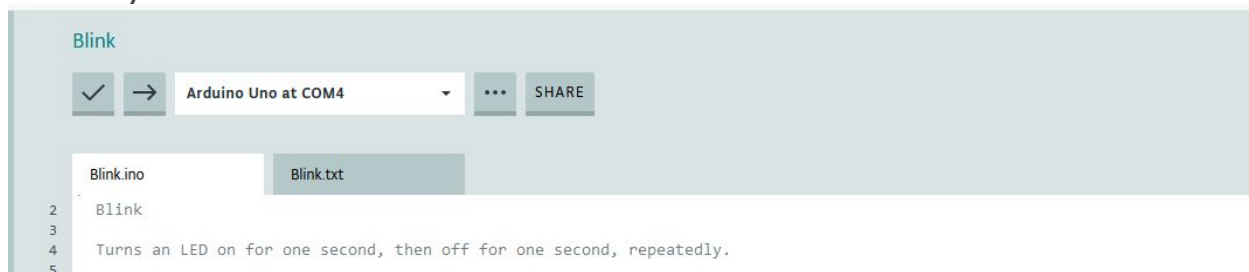 Blink
Arduino Uno at COM4 ... SHARE
Blink.ino Blink.txt
2 Blink
3
4 Turns an LED on for one second, then off for one second, repeatedly.
5